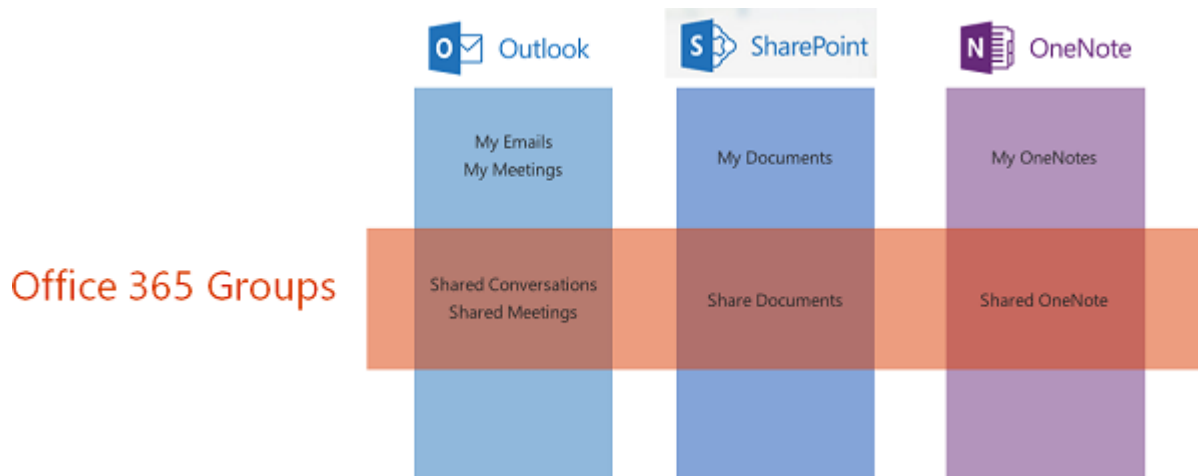 Outlook
SharePoint
OneNote
My Emails
My Meetings
My Documents
My OneNotes
Office 365 Groups
Shared Conversations
Shared Meetings
Share Documents
Shared OneNote